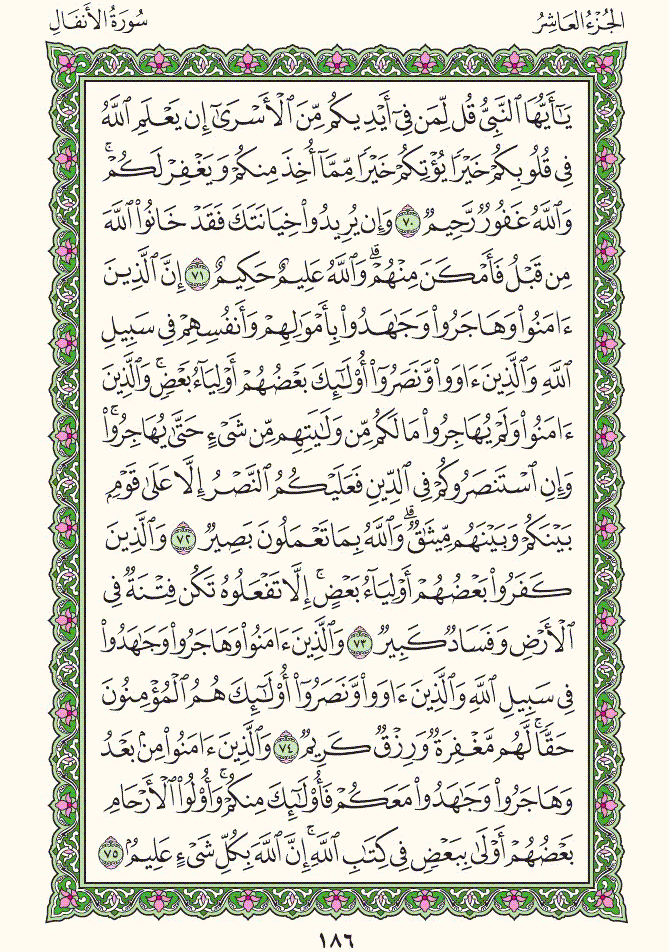 الجُزْءُ العَاشِرُ
سُورَةُ الأَنفَالِ
يَـٰٓأَيُّهَا ٱلنَّبِىُّ قُل لِّمَن فِىٓ أَيْدِيكُم مِّنَ ٱلْأَسْرَىٰٓ إِن يَعْلَمِ ٱللَّهُ
فِى قُلُوبِكُمْ خَيْرًا يُؤْتِكُمْ خَيْرًا مِّمَّآ أُخِذَ مِنكُمْ وَيَغْفِرْ لَكُمْ ۚ
وَٱللَّهُ غَفُورٌ رَّحِيمٌ ٧٠ وَإِن يُرِيدُوا۟ خِيَانَتَكَ فَقَدْ خَانُوا۟ ٱللَّهَ
مِن قَبْلُ فَأَمْكَنَ مِنْهُمْ ۗ وَٱللَّهُ عَلِيمٌ حَكِيمٌ ٧١ إِنَّ ٱلَّذِينَ
ءَامَنُوا۟ وَهَاجَرُوا۟ وَجَـٰهَدُوا۟ بِأَمْوَٰلِهِمْ وَأَنفُسِهِمْ فِى سَبِيلِ
ٱللَّهِ وَٱلَّذِينَ ءَاوَوا۟ وَّنَصَرُوٓا۟ أُو۟لَـٰٓئِكَ بَعْضُهُمْ أَوْلِيَآءُ بَعْضٍ ۚ وَٱلَّذِينَ
ءَامَنُوا۟ وَلَمْ يُهَاجِرُوا۟ مَا لَكُم مِّن وَلَـٰيَتِهِم مِّن شَىْءٍ حَتَّىٰ يُهَاجِرُوا۟ ۚ
وَإِنِ ٱسْتَنصَرُوكُمْ فِى ٱلدِّينِ فَعَلَيْكُمُ ٱلنَّصْرُ إِلَّا عَلَىٰ قَوْمٍۭ
بَيْنَكُمْ وَبَيْنَهُم مِّيثَـٰقٌ ۗ وَٱللَّهُ بِمَا تَعْمَلُونَ بَصِيرٌ ٧٢ وَٱلَّذِينَ
كَفَرُوا۟ بَعْضُهُمْ أَوْلِيَآءُ بَعْضٍ ۚ إِلَّا تَفْعَلُوهُ تَكُن فِتْنَةٌ فِى
ٱلْأَرْضِ وَفَسَادٌ كَبِيرٌ ٧٣ وَٱلَّذِينَ ءَامَنُوا۟ وَهَاجَرُوا۟ وَجَـٰهَدُوا۟
فِى سَبِيلِ ٱللَّهِ وَٱلَّذِينَ ءَاوَوا۟ وَّنَصَرُوٓا۟ أُو۟لَـٰٓئِكَ هُمُ ٱلْمُؤْمِنُونَ
حَقًّا ۚ لَّهُم مَّغْفِرَةٌ وَرِزْقٌ كَرِيمٌ ٧٤ وَٱلَّذِينَ ءَامَنُوا۟ مِنۢ بَعْدُ
وَهَاجَرُوا۟ وَجَـٰهَدُوا۟ مَعَكُمْ فَأُو۟لَـٰٓئِكَ مِنكُمْ ۚ وَأُو۟لُوا۟ ٱلْأَرْحَامِ
بَعْضُهُمْ أَوْلَىٰ بِبَعْضٍ فِى كِتَـٰبِ ٱللَّهِ ۗ إِنَّ ٱللَّهَ بِكُلِّ شَىْءٍ عَلِيمٌۢ ٧٥
١٨٦